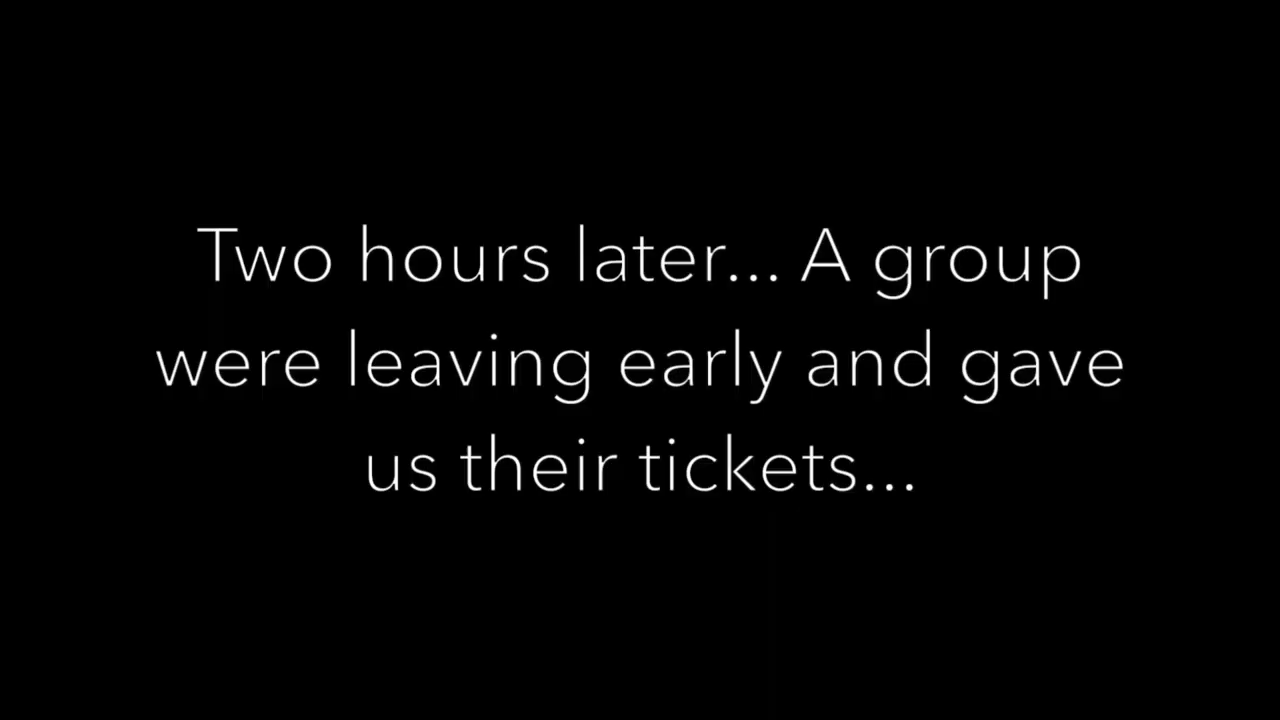 Two hours later... A group
were leaving early and gave
us their tickets...